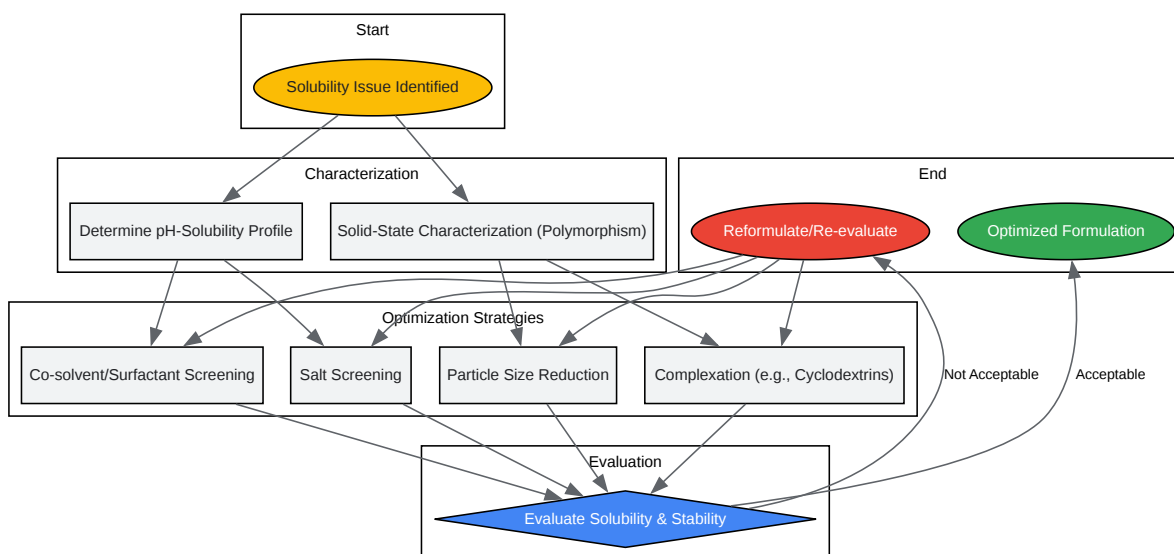 Start
Solubility Issue Identified
Characterization
End
Determine pH-Solubility Profile
Solid-State Characterization (Polymorphism)
Reformulate/Re-evaluate
Optimized Formulation
Optimization Strategies
Co-solvent/Surfactant Screening
Salt Screening
Particle Size Reduction
Complexation (e.g., Cyclodextrins)
Not Acceptable
Acceptable
Evaluation
Evaluate Solubility & Stability